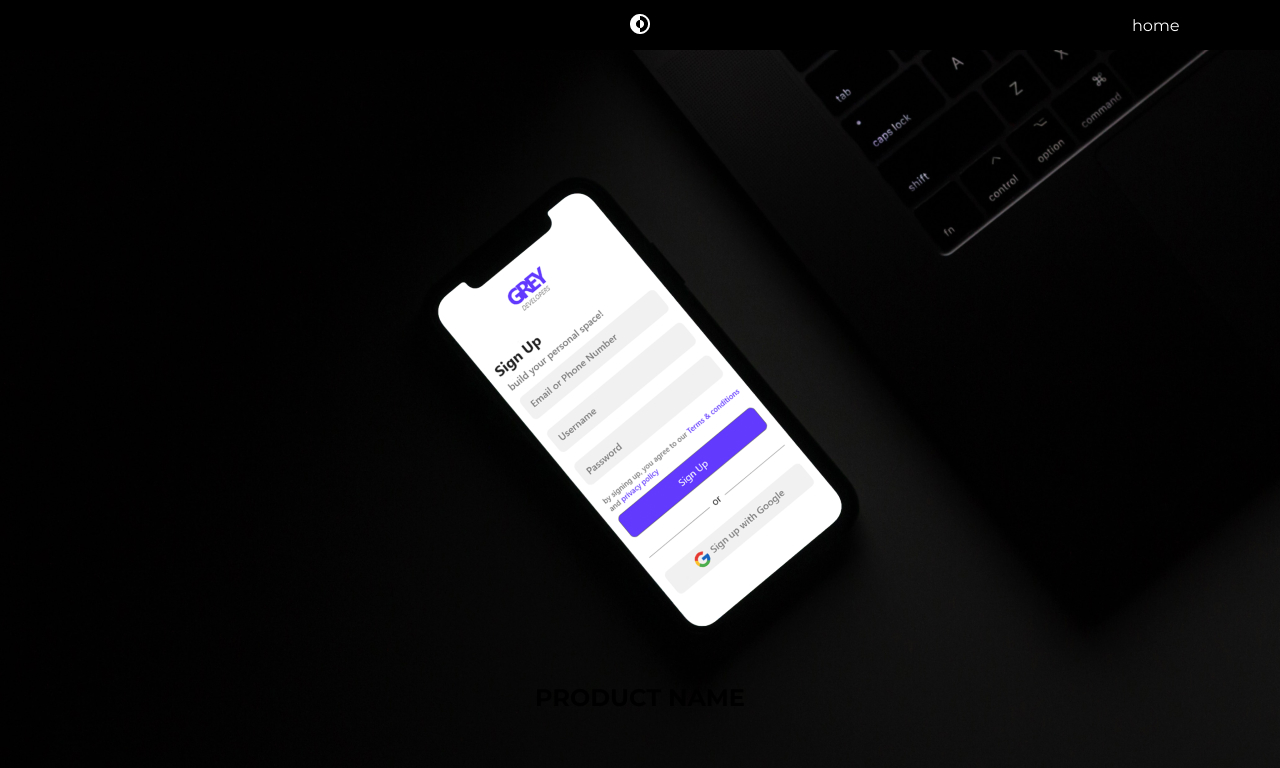 home
tab
A
X
caps lock
Z
⌘
command
shift
⌥
option
^
control
fn
GREY
DEVELOPERS
Sign Up
build your personal space!
Email or Phone Number
Username
Password
by signing up, you agree to our Terms & conditions
and privacy policy
Sign Up
or
Sign up with Google
PRODUCT NAME